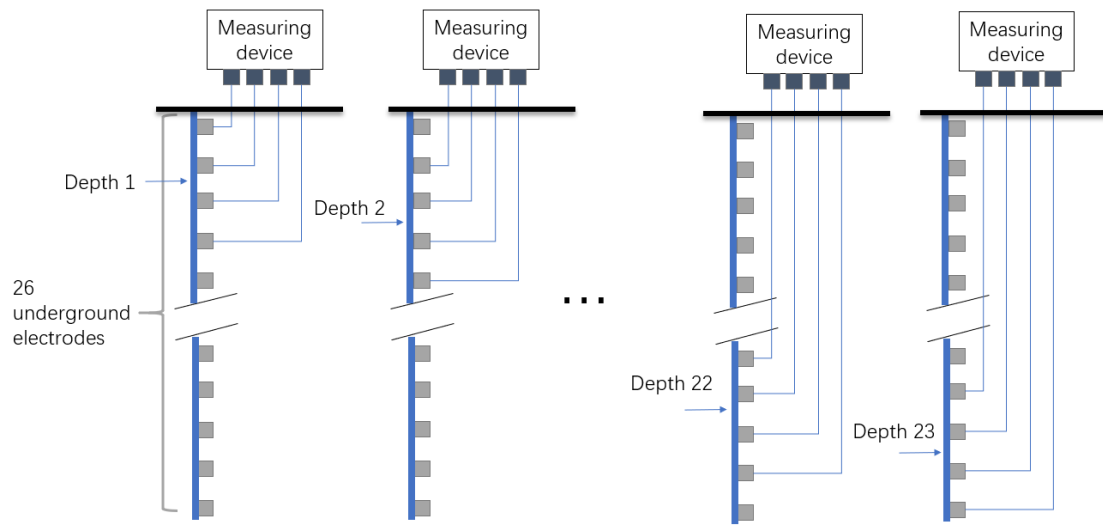 Measuring
device
Measuring
device
Measuring
device
Measuring
device
Depth 1
Depth 2
26
underground
electrodes
...
Depth 22
Depth 23